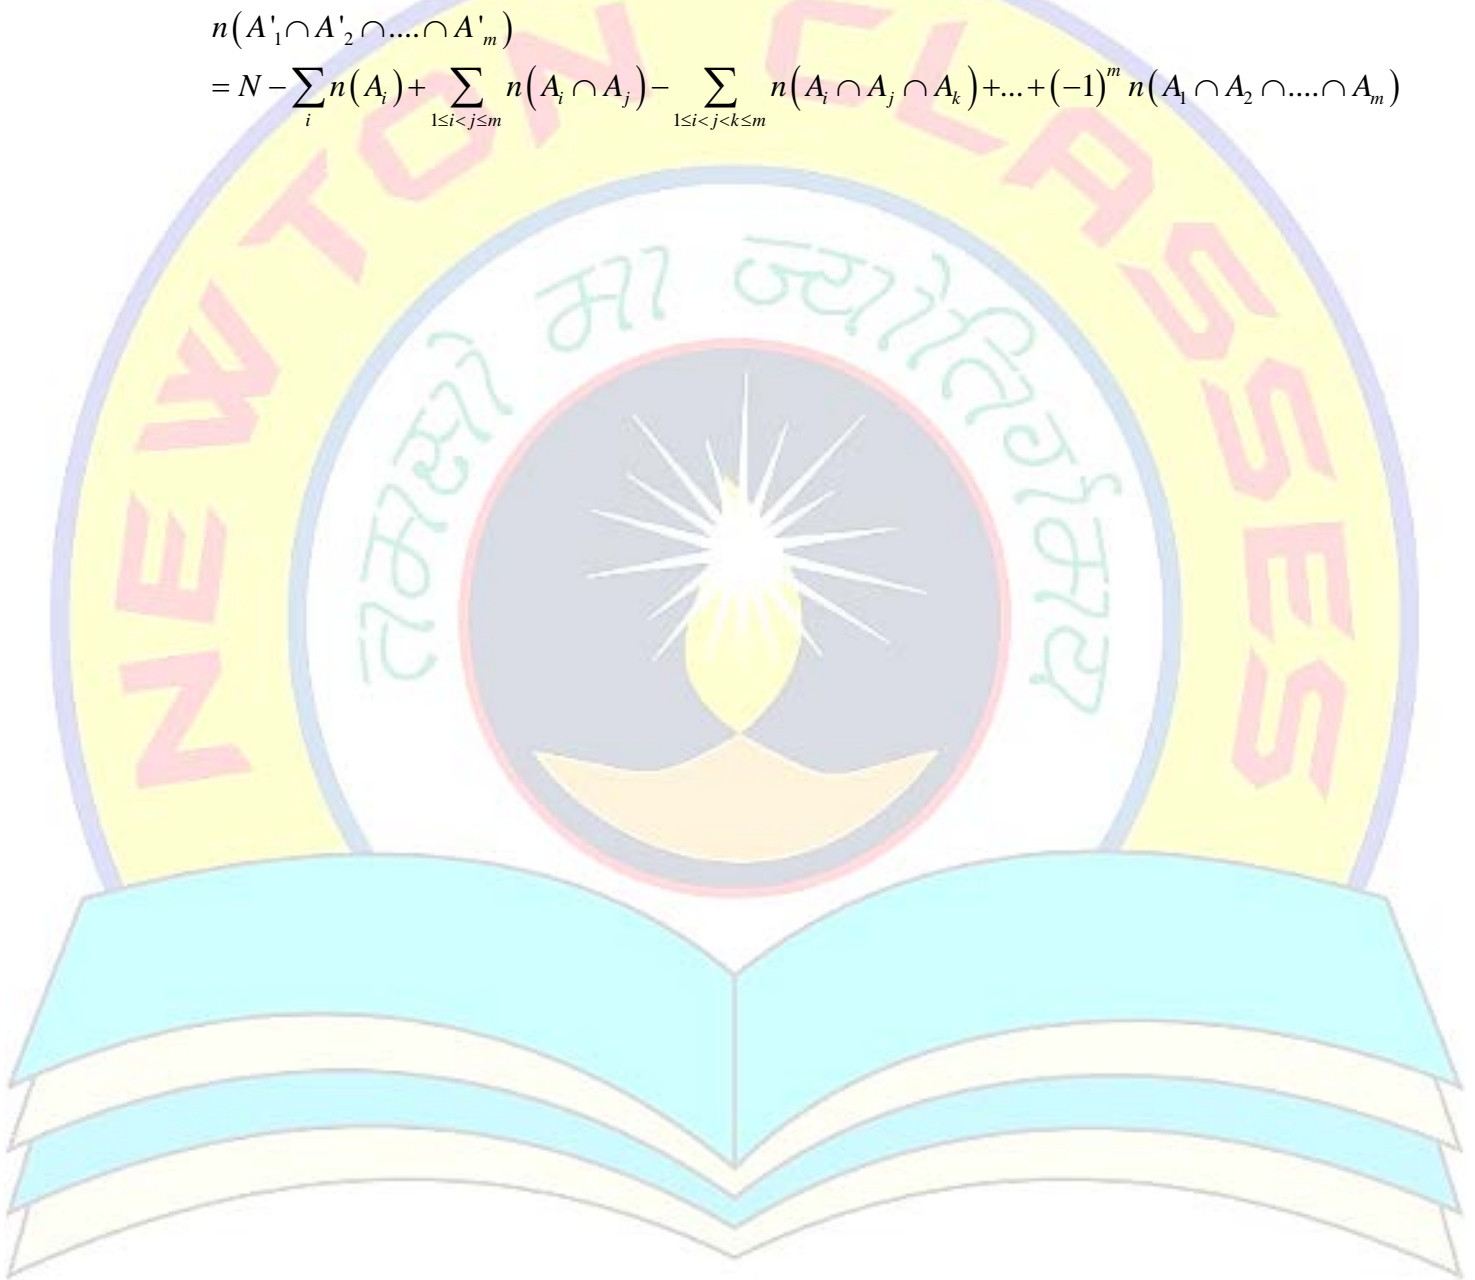 n(A'₁∩A'₂∩....∩A'ₘ)
= N − ∑ᵢ n(Aᵢ) + ∑_{1≤i<j≤m} n(Aᵢ∩Aⱼ) − ∑_{1≤i<j<k≤m} n(Aᵢ∩Aⱼ∩Aₖ) +...+ (−1)ᵐ n(A₁∩A₂∩....∩Aₘ)
NEWTON CLASSES
तमसो मा ज्योतिर्गमय